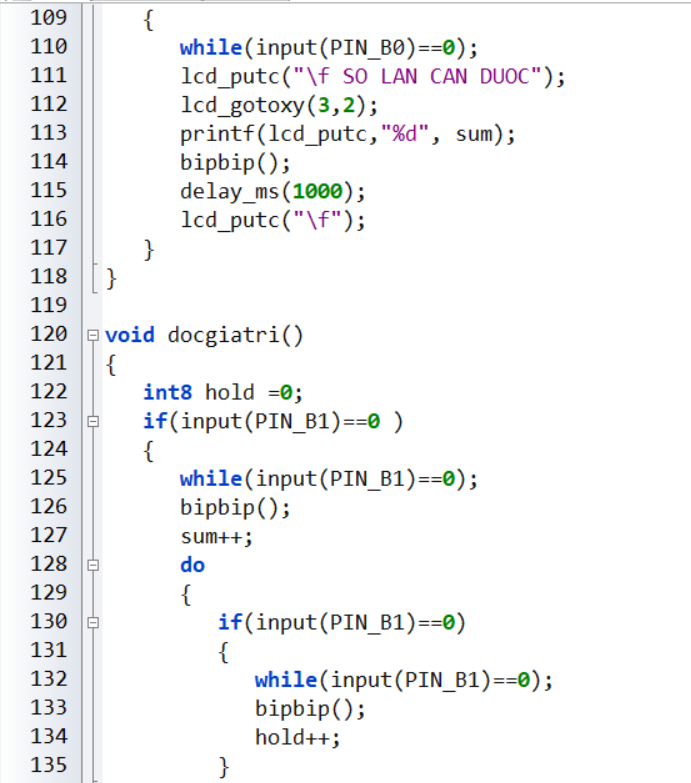 109 {
110 while(input(PIN_B0)==0);
111 lcd_putc("\f SO LAN CAN DUOC");
112 lcd_gotoxy(3,2);
113 printf(lcd_putc,"%d", sum);
114 bipbip();
115 delay_ms(1000);
116 lcd_putc("\f");
117 }
118 }
119
120 void docgiatri()
121 {
122 int8 hold =0;
123 if(input(PIN_B1)==0 )
124 {
125 while(input(PIN_B1)==0);
126 bipbip();
127 sum++;
128 do
129 {
130 if(input(PIN_B1)==0)
131 {
132 while(input(PIN_B1)==0);
133 bipbip();
134 hold++;
135 }